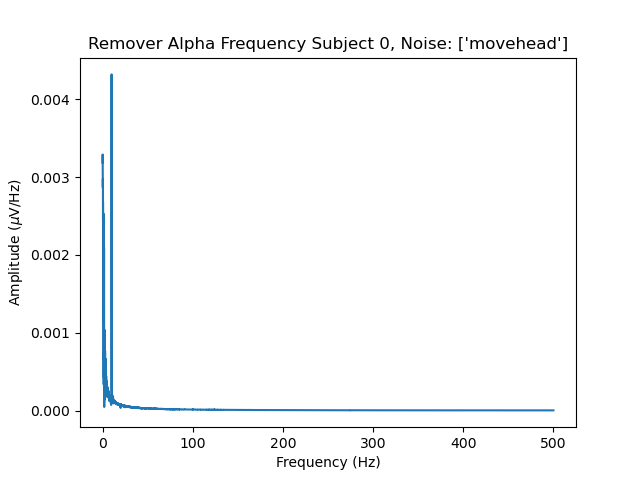 Remover Alpha Frequency Subject 0, Noise: ['movehead']
0.004
0.003
0.002
0.001
0.000
Amplitude (μV/Hz)
0 100 200 300 400 500
Frequency (Hz)